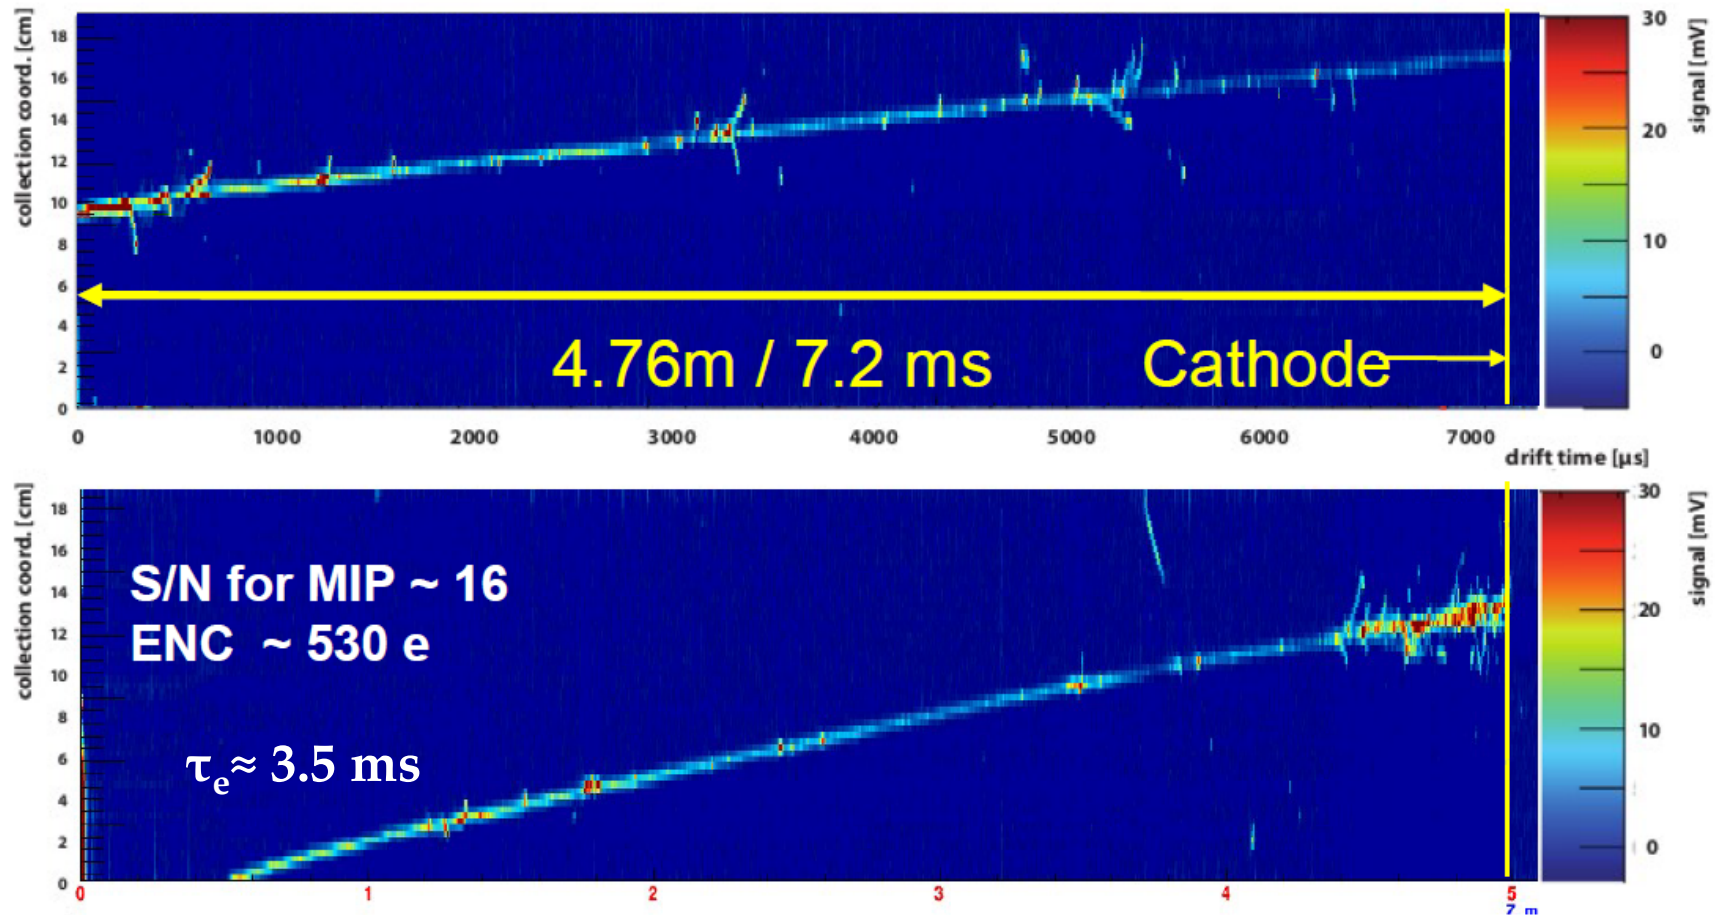 collection coord. [cm]
18
16
14
12
10
8
6
4
2
0
4.76m / 7.2 ms
Cathode
30
20
10
0
signal [mV]
0 1000 2000 3000 4000 5000 6000 7000
drift time [µs]
collection coord. [cm]
18
16
14
12
10
8
6
4
2
0
S/N for MIP ~ 16
ENC ~ 530 e
τe≈ 3.5 ms
30
20
10
0
signal [mV]
0 1 2 3 4 5
7 m